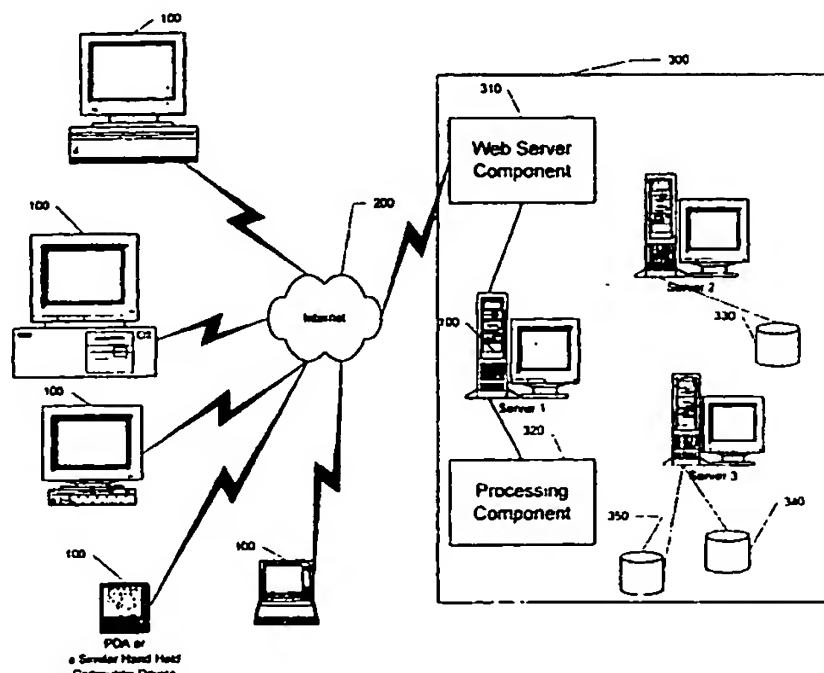 100
300
310
Web Server
Component
100
200
Internet
100
Server 2
330
Server 1
100
320
Processing
Component
Server 3
350
340
100
100
PDA or
a Similar Hand Held